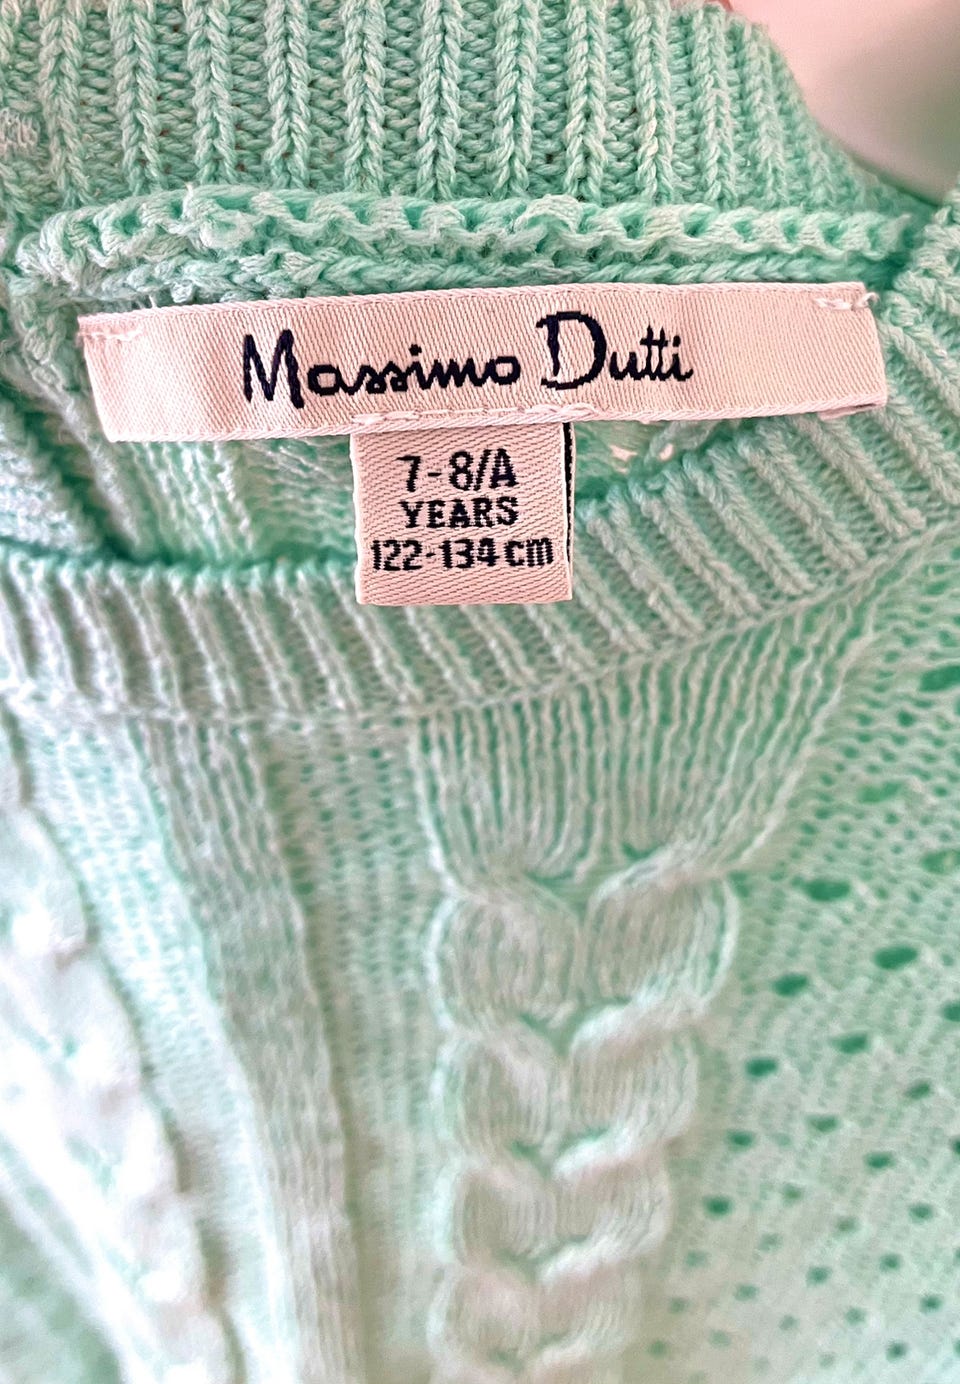 Massimo Dutti
7-8/A
YEARS
122-134 cm